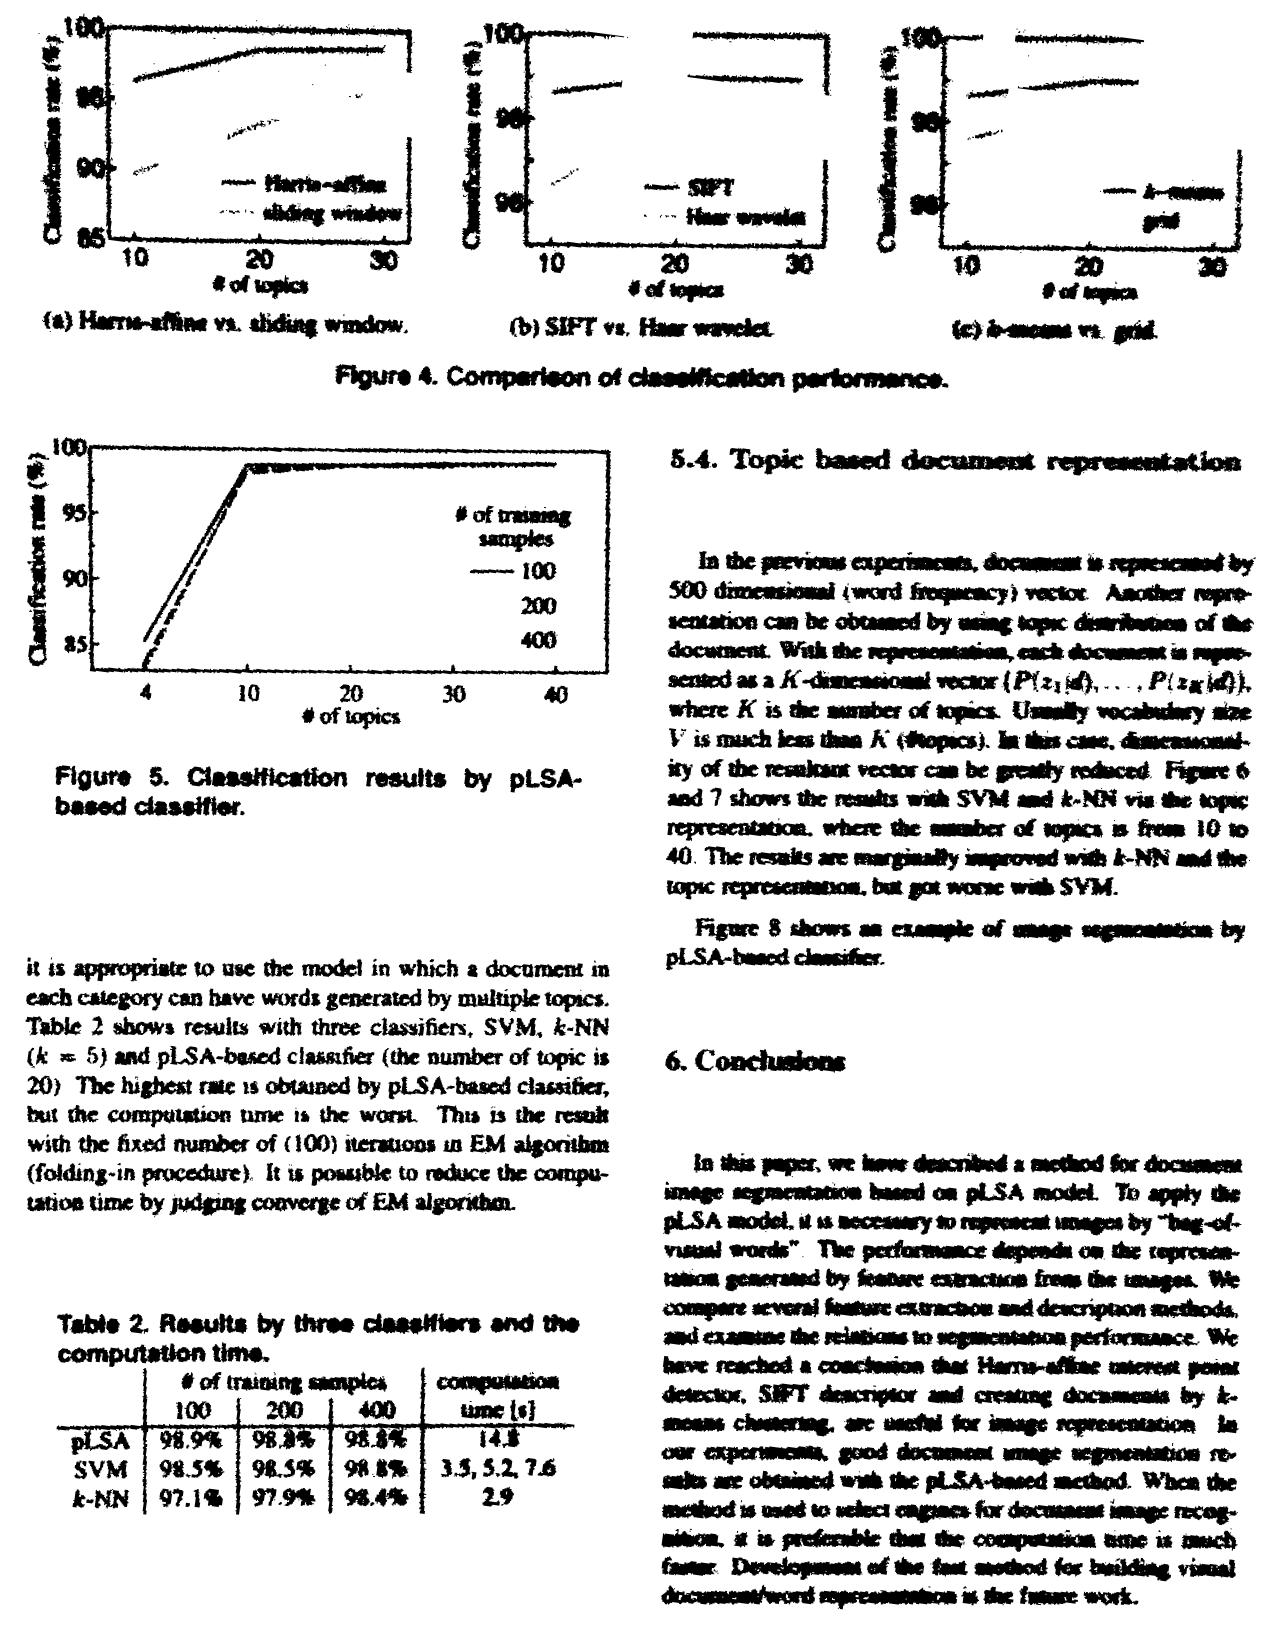 100
95
90
85
Classification rate (%)
Harris-affine
sliding window
10 20 30
# of topics
(a) Harris-affine vs. sliding window.
100
98
96
Classification rate (%)
SIFT
Haar wavelet
10 20 30
# of topics
(b) SIFT vs. Haar wavelet.
100
98
96
Classification rate (%)
k-means
grid
10 20 30
# of topics
(c) k-means vs. grid.
Figure 4. Comparison of classification performance.
100
95
90
85
Classification rate (%)
# of training
samples
100
200
400
4 10 20 30 40
# of topics
Figure 5. Classification results by pLSA-
based classifier.
it is appropriate to use the model in which a document in
each category can have words generated by multiple topics.
Table 2 shows results with three classifiers, SVM, k-NN
(k = 5) and pLSA-based classifier (the number of topic is
20) The highest rate is obtained by pLSA-based classifier,
but the computation time is the worst. This is the result
with the fixed number of (100) iterations in EM algorithm
(folding-in procedure). It is possible to reduce the compu-
tation time by judging converge of EM algorithm.
Table 2. Results by three classifiers and the
computation time.
# of training samples computation
100 200 400 time [s]
pLSA 98.9% 98.8% 98.8% 14.8
SVM 98.5% 98.5% 98.8% 3.5, 5.2, 7.6
k-NN 97.1% 97.9% 98.4% 2.9
5.4. Topic based document representation
In the previous experiments, document is represented by
500 dimensional (word frequency) vector. Another repre-
sentation can be obtained by using topic distribution of the
document. With the representation, each document is repre-
sented as a K-dimensional vector (P(z1|d), . . . , P(zK|d)),
where K is the number of topics. Usually vocabulary size
V is much less than K (#topics). In this case, dimensional-
ity of the resultant vector can be greatly reduced. Figure 6
and 7 shows the results with SVM and k-NN via the topic
representation, where the number of topics is from 10 to
40. The results are marginally improved with k-NN and the
topic representation, but got worse with SVM.
Figure 8 shows an example of image segmentation by
pLSA-based classifier.
6. Conclusions
In this paper, we have described a method for document
image segmentation based on pLSA model. To apply the
pLSA model, it is necessary to represent images by "bag-of-
visual words". The performance depends on the represen-
tation generated by feature extraction from the images. We
compare several feature extraction and description methods,
and examine the relations to segmentation performance. We
have reached a conclusion that Harris-affine interest point
detector, SIFT descriptor and creating documents by k-
means clustering, are useful for image representation. In
our experiments, good document image segmentation re-
sults are obtained with the pLSA-based method. When the
method is used to select engines for document image recog-
nition, it is preferable that the computation time is much
faster. Development of the fast method for building visual
document/word representation is the future work.